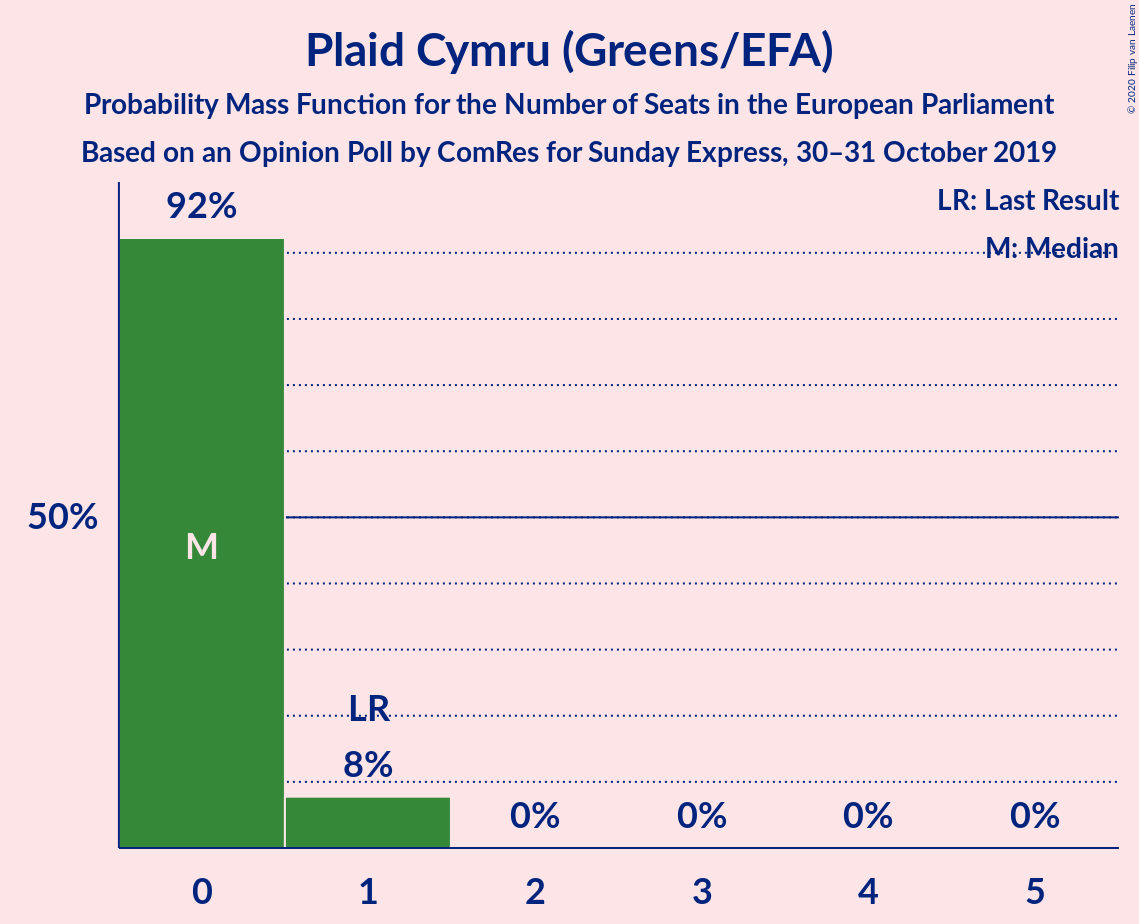 Plaid Cymru (Greens/EFA)
Probability Mass Function for the Number of Seats in the European Parliament
Based on an Opinion Poll by ComRes for Sunday Express, 30–31 October 2019
© 2020 Filip van Laenen
LR: Last Result
M: Median
92%
50%
M
LR
8%
0% 0% 0% 0%
0 1 2 3 4 5